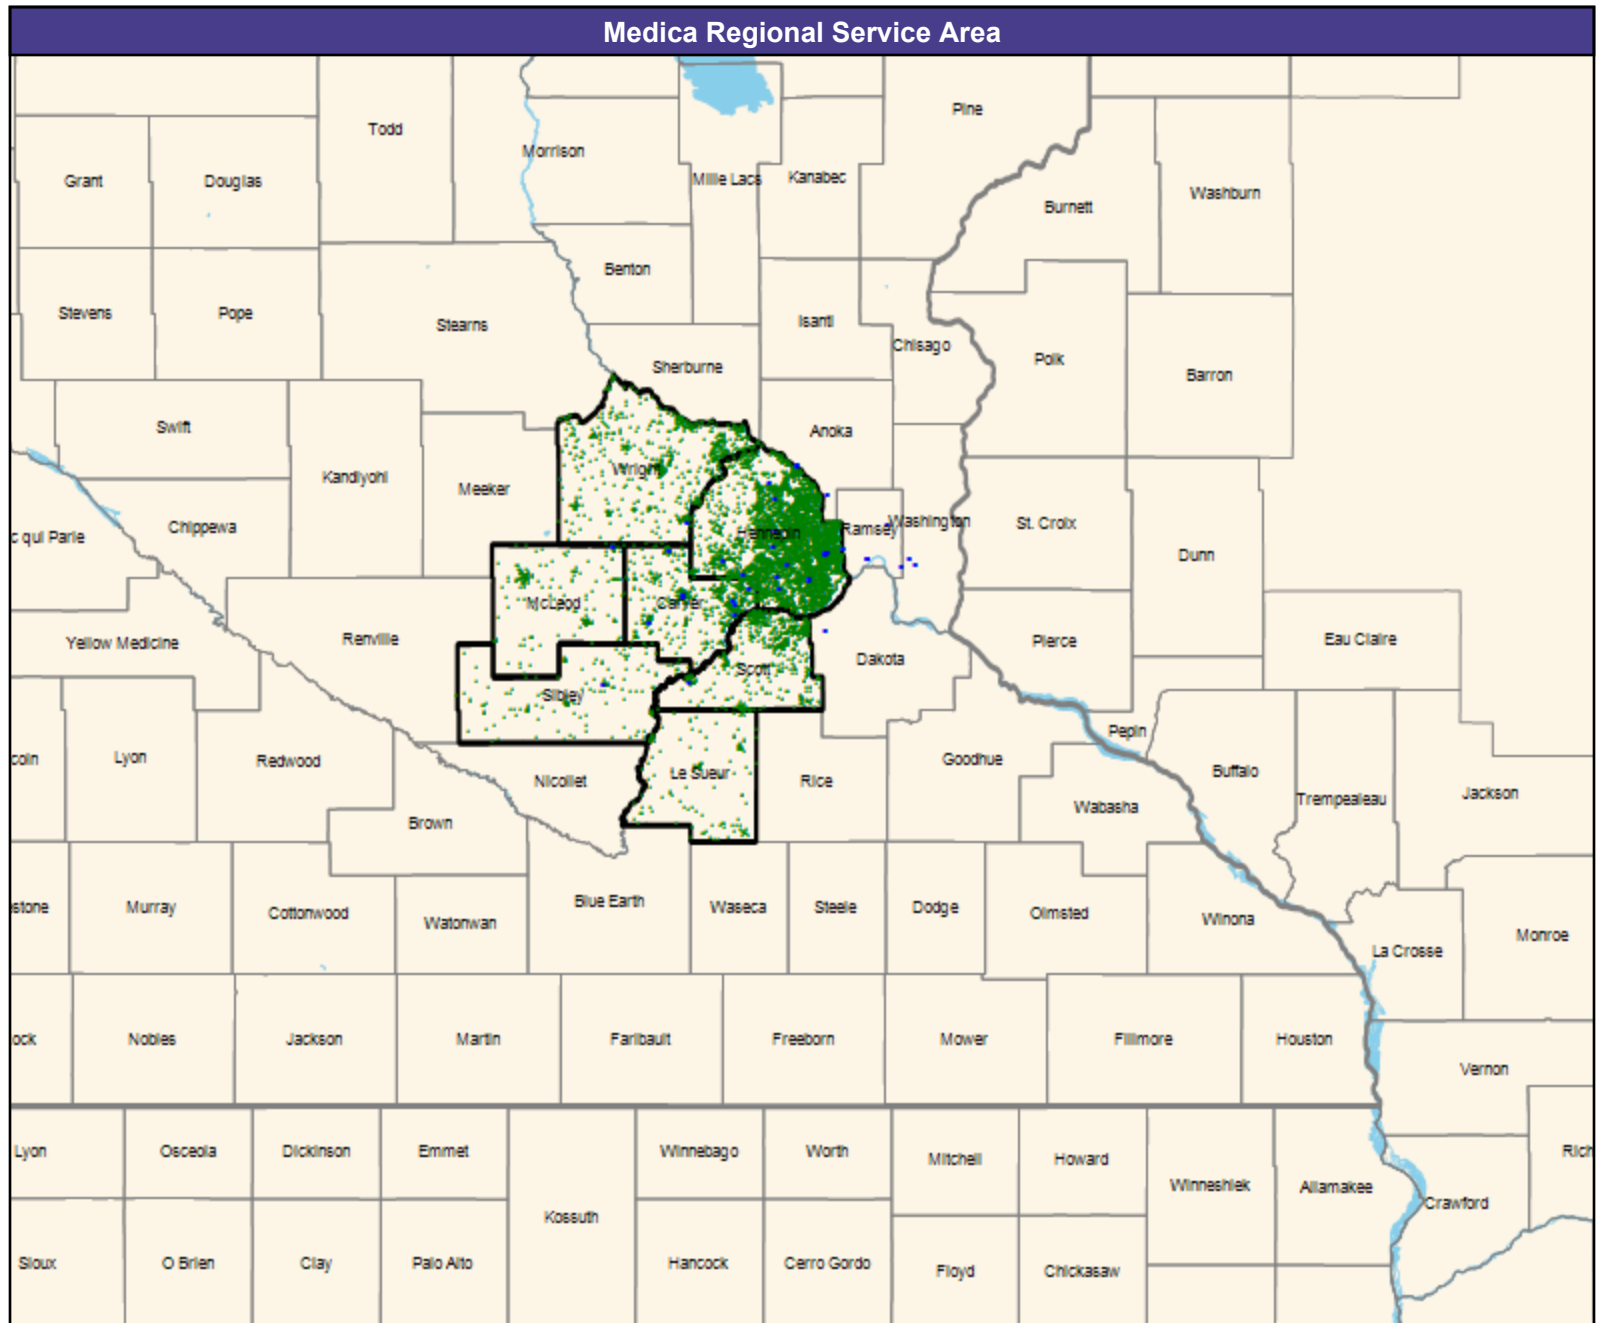 Medica Regional Service Area
Pine
Todd
Morrison
Mille Lacs
Kanabec
Grant
Douglas
Washburn
Burnett
Benton
Stevens
Pope
Stearns
Isanti
Chisago
Polk
Sherburne
Barron
Swift
Anoka
Wright
Kandiyohi
Meeker
Chippewa
c qui Parle
Hennepin
Ramsey
Washington
St. Croix
Dunn
McLeod
Carver
Yellow Medicine
Renville
Pierce
Eau Claire
Dakota
Scott
Sibley
Pepin
coln
Lyon
Redwood
Nicollet
Le Sueur
Rice
Goodhue
Buffalo
Trempealeau
Jackson
Wabasha
Brown
stone
Murray
Cottonwood
Watonwan
Blue Earth
Waseca
Steele
Dodge
Olmsted
Winona
La Crosse
Monroe
ock
Nobles
Jackson
Martin
Faribault
Freeborn
Mower
Fillmore
Houston
Vernon
Lyon
Osceola
Dickinson
Emmet
Winnebago
Worth
Mitchell
Howard
Rich
Winneshiek
Allamakee
Crawford
Kossuth
Sioux
O Brien
Clay
Palo Alto
Hancock
Cerro Gordo
Floyd
Chickasaw